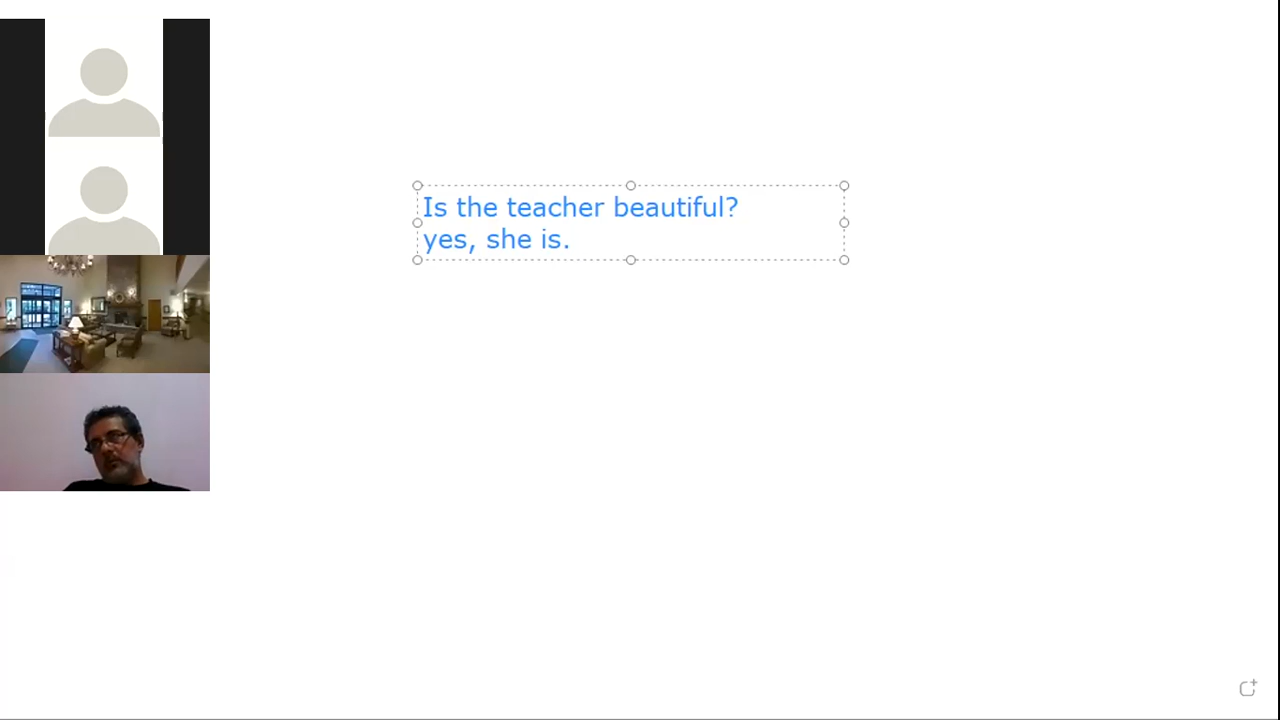 Is the teacher beautiful?
yes, she is.